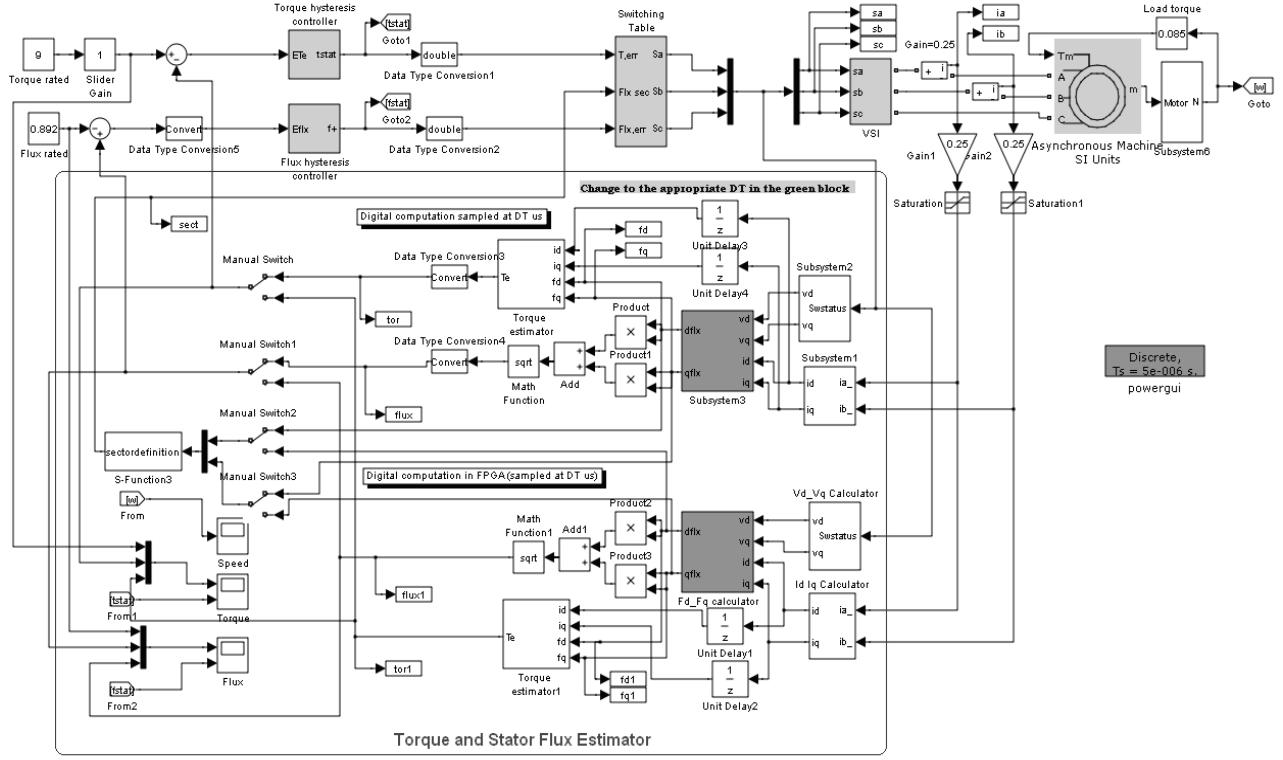 Torque hysteresis
controller
[tstat]
Goto1
Switching
Table
sa
sb
sc
ia
ib
Load torque
0.085
9
Torque rated
1
Slider
Gain
+
−
ETe tstat
double
Data Type Conversion1
T,err Sa
Flx sec Sb
Flx,err Sc
Gain=0.25
sa
sb
sc
VSI
+ i
+ i
Tm
A
B
C
m
Motor N
[w]
Goto
0.892
Flux rated
−
+
Convert
Data Type Conversion5
Eflx f+
Flux hysteresis
controller
[fstat]
Goto2
double
Data Type Conversion2
0.25
Gain1
0.25
Gain2
Asynchronous Machine
SI Units
Subsystem6
Saturation
Saturation1
Change to the appropriate DT in the green block
Digital computation sampled at DT us
sect
fd
fq
1
z
Unit Delay3
1
z
Unit Delay4
Manual Switch
Data Type Conversion3
Convert
id
iq
fd
fq
Te
Torque
estimator
Subsystem2
vd
vq
Swstatus
tor
Product
×
Product1
×
vd
vq
id
iq
dflx
qflx
Subsystem3
Subsystem1
id
iq
ia_
ib_
Discrete,
Ts = 5e-006 s.
powergui
Manual Switch1
Data Type Conversion4
Convert
sqrt
Math
Function
+
+
Add
flux
Manual Switch2
sectordefinition
S-Function3
Manual Switch3
Digital computation in FPGA(sampled at DT us)
[w]
From
Speed
Math
Function1
sqrt
Add1
+
+
Product2
×
Product3
×
vd
vq
id
iq
dflx
qflx
Fd_Fq calculator
Vd_Vq Calculator
vd
vq
Swstatus
Id Iq Calculator
id
iq
ia_
ib_
flux1
[tstat]
From1
Torque
id
iq
fd
fq
Te
Torque
estimator1
1
z
Unit Delay1
1
z
Unit Delay2
fd1
fq1
tor1
[fstat]
From2
Flux
Torque and Stator Flux Estimator